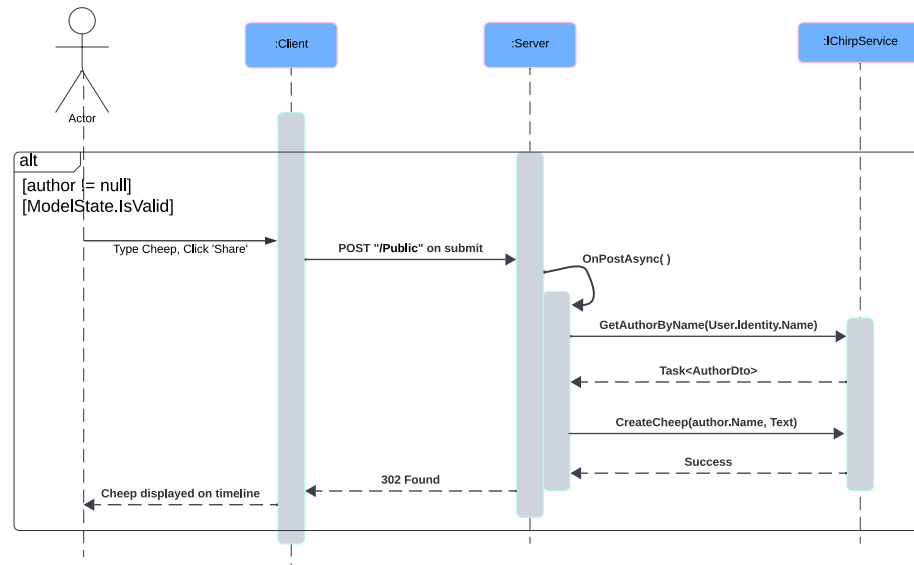 :Client
:Server
:IChirpService
Actor
alt
[author != null]
[ModelState.IsValid]
Type Cheep, Click 'Share'
POST "/Public" on submit
OnPostAsync( )
GetAuthorByName(User.Identity.Name)
Task<AuthorDto>
CreateCheep(author.Name, Text)
Success
302 Found
Cheep displayed on timeline